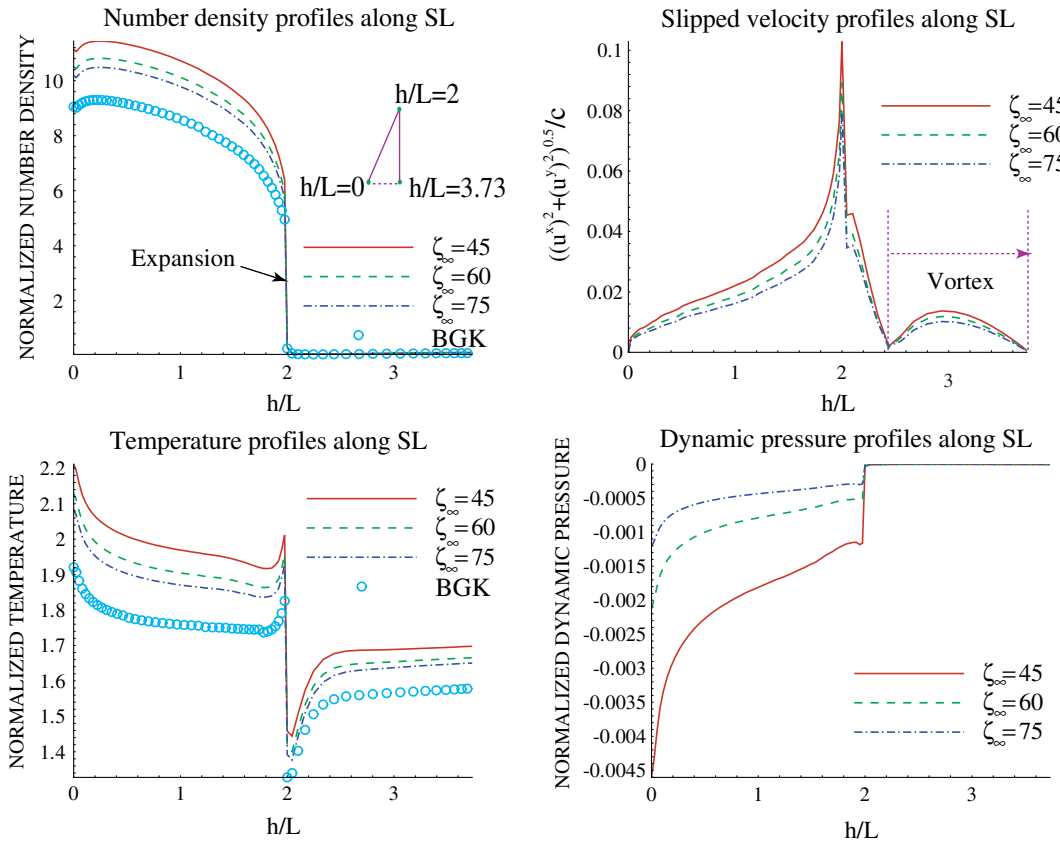 Number density profiles along SL
NORMALIZED NUMBER DENSITY
10
8
6
4
2
0
1
2
3
h/L
h/L=2
h/L=0
h/L=3.73
Expansion
ζ∞=45
ζ∞=60
ζ∞=75
BGK
Slipped velocity profiles along SL
((u^x)^2+(u^y)^2)^0.5/c
0.1
0.08
0.06
0.04
0.02
0
0
1
2
3
h/L
ζ∞=45
ζ∞=60
ζ∞=75
Vortex
Temperature profiles along SL
NORMALIZED TEMPERATURE
2.2
2.1
2
1.9
1.8
1.7
1.6
1.5
1.4
0
1
2
3
h/L
ζ∞=45
ζ∞=60
ζ∞=75
BGK
Dynamic pressure profiles along SL
NORMALIZED DYNAMIC PRESSURE
0
-0.0005
-0.001
-0.0015
-0.002
-0.0025
-0.003
-0.0035
-0.004
-0.0045
0
1
2
3
h/L
ζ∞=45
ζ∞=60
ζ∞=75